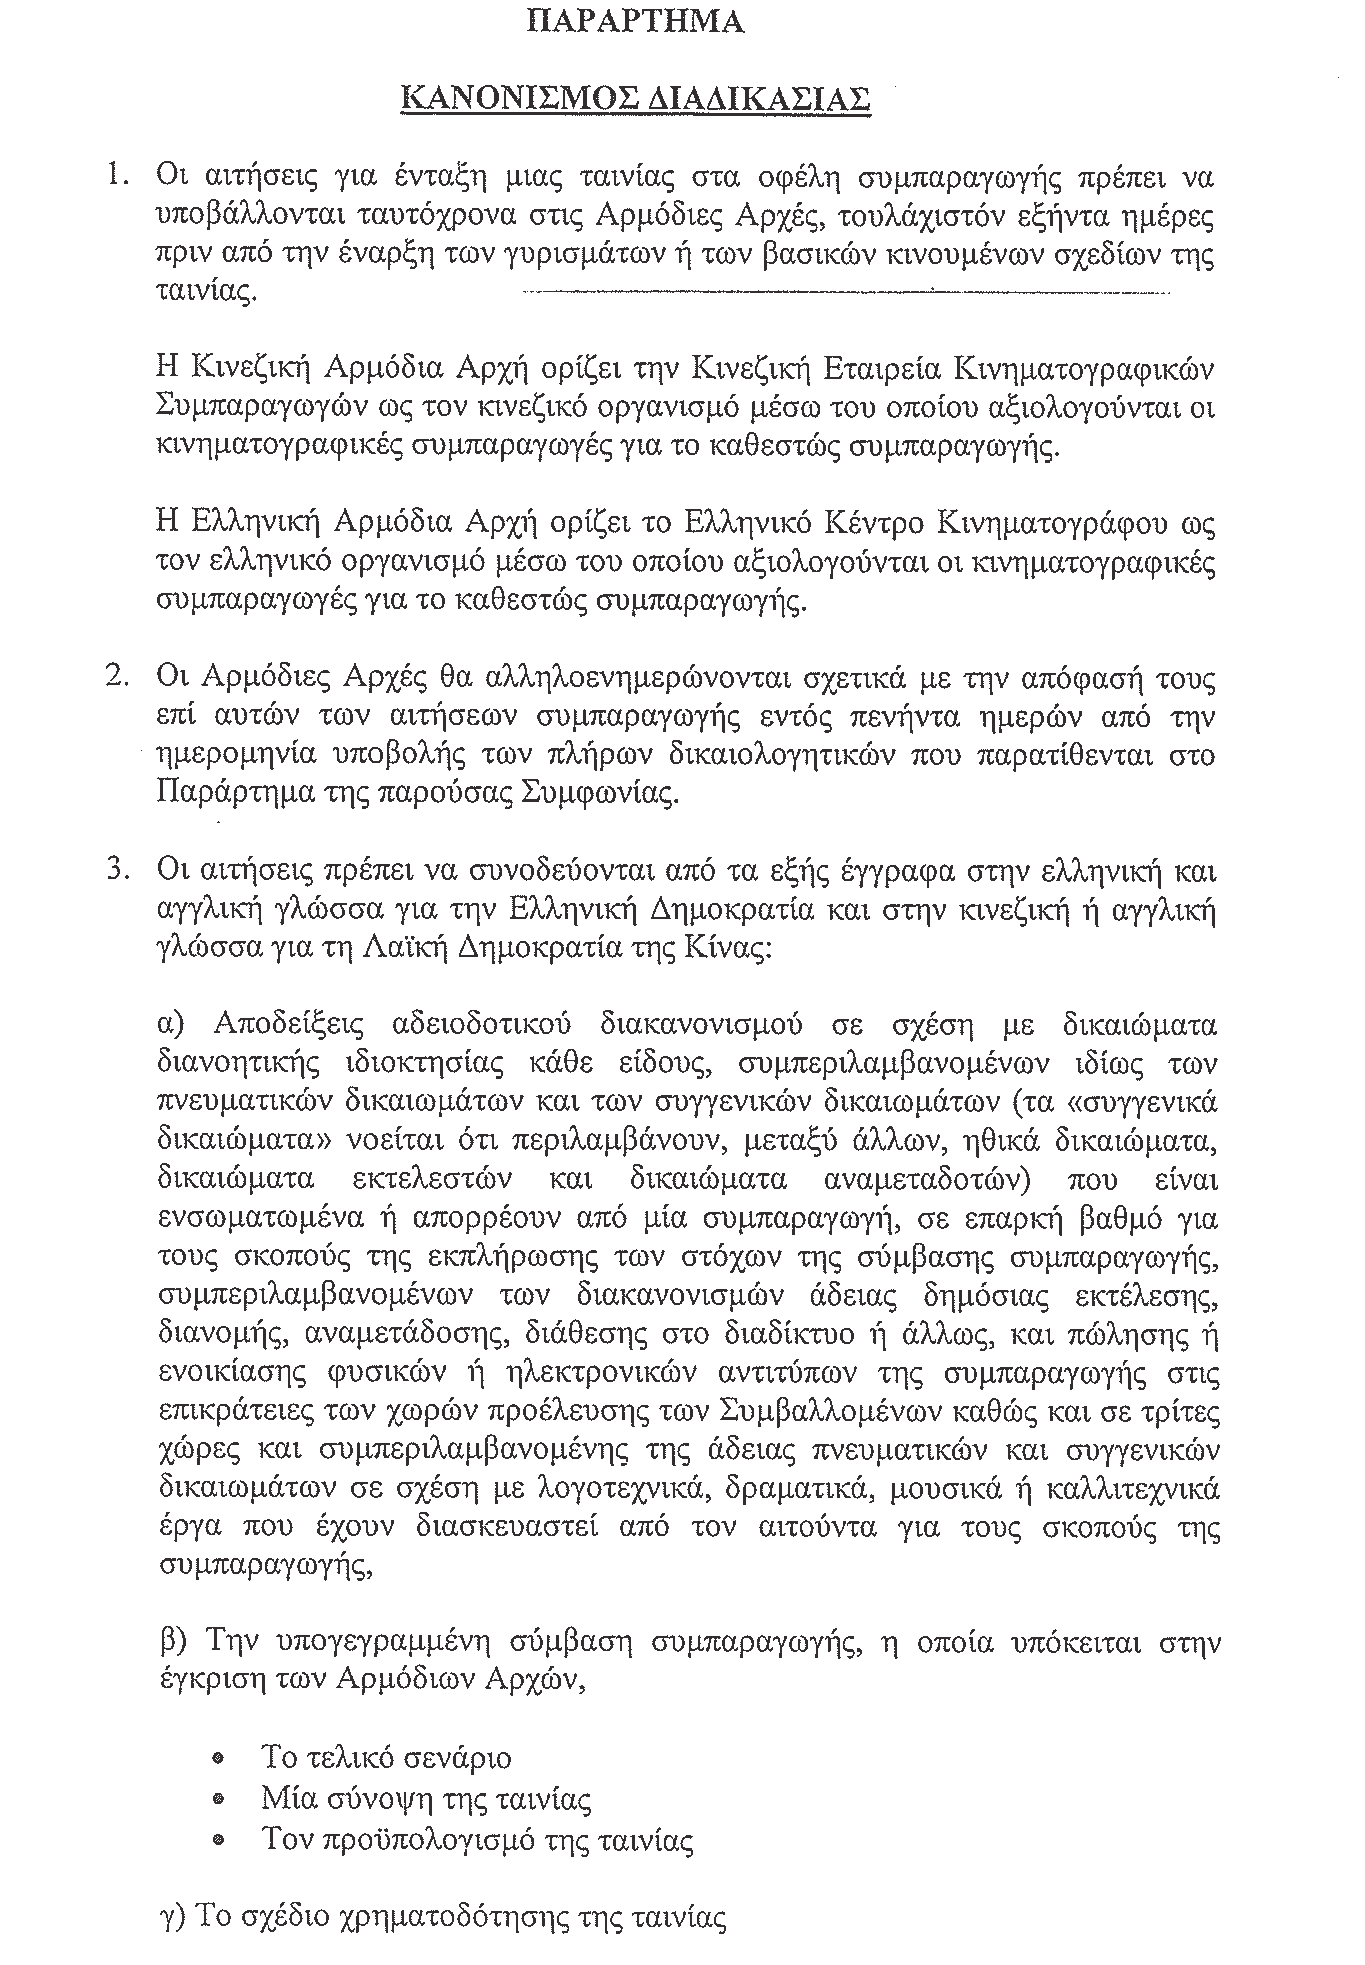 ΠΑΡΑΡΤΗΜΑ
ΚΑΝΟΝΙΣΜΟΣ ΔΙΑΔΙΚΑΣΙΑΣ
1. Οι αιτήσεις για ένταξη μιας ταινίας στα οφέλη συμπαραγωγής πρέπει να
υποβάλλονται ταυτόχρονα στις Αρμόδιες Αρχές, τουλάχιστόν εξήντα ημέρες
πριν από την έναρξη των γυρισμάτων ή των βασικών κινουμένων σχεδίων της
ταινίας.
Η Κινεζική Αρμόδια Αρχή ορίζει την Κινεζική Εταιρεία Κινηματογραφικών
Συμπαραγωγών ως τον κινεζικό οργανισμό μέσω του οποίου αξιολογούνται οι
κινηματογραφικές συμπαραγωγές για το καθεστώς συμπαραγωγής.
Η Ελληνική Αρμόδια Αρχή ορίζει το Ελληνικό Κέντρο Κινηματογράφου ως
τον ελληνικό οργανισμό μέσω του οποίου αξιολογούνται οι κινηματογραφικές
συμπαραγωγές για το καθεστώς συμπαραγωγής.
2. Οι Αρμόδιες Αρχές θα αλληλοενημερώνονται σχετικά με την απόφασή τους
επί αυτών των αιτήσεων συμπαραγωγής εντός πενήντα ημερών από την
ημερομηνία υποβολής των πλήρων δικαιολογητικών που παρατίθενται στο
Παράρτημα της παρούσας Συμφωνίας.
3. Οι αιτήσεις πρέπει να συνοδεύονται από τα εξής έγγραφα στην ελληνική και
αγγλική γλώσσα για την Ελληνική Δημοκρατία και στην κινεζική ή αγγλική
γλώσσα για τη Λαϊκή Δημοκρατία της Κίνας:
α) Αποδείξεις αδειοδοτικού διακανονισμού σε σχέση με δικαιώματα
διανοητικής ιδιοκτησίας κάθε είδους, συμπεριλαμβανομένων ιδίως των
πνευματικών δικαιωμάτων και των συγγενικών δικαιωμάτων (τα «συγγενικά
δικαιώματα» νοείται ότι περιλαμβάνουν, μεταξύ άλλων, ηθικά δικαιώματα,
δικαιώματα εκτελεστών και δικαιώματα αναμεταδοτών) που είναι
ενσωματωμένα ή απορρέουν από μία συμπαραγωγή, σε επαρκή βαθμό για
τους σκοπούς της εκπλήρωσης των στόχων της σύμβασης συμπαραγωγής,
συμπεριλαμβανομένων των διακανονισμών άδειας δημόσιας εκτέλεσης,
διανομής, αναμετάδοσης, διάθεσης στο διαδίκτυο ή άλλως, και πώλησης ή
ενοικίασης φυσικών ή ηλεκτρονικών αντιτύπων της συμπαραγωγής στις
επικράτειες των χωρών προέλευσης των Συμβαλλομένων καθώς και σε τρίτες
χώρες και συμπεριλαμβανομένης της άδειας πνευματικών και συγγενικών
δικαιωμάτων σε σχέση με λογοτεχνικά, δραματικά, μουσικά ή καλλιτεχνικά
έργα που έχουν διασκευαστεί από τον αιτούντα για τους σκοπούς της
συμπαραγωγής,
β) Την υπογεγραμμένη σύμβαση συμπαραγωγής, η οποία υπόκειται στην
έγκριση των Αρμόδιων Αρχών,
• Το τελικό σενάριο
• Μία σύνοψη της ταινίας
• Τον προϋπολογισμό της ταινίας
γ) Το σχέδιο χρηματοδότησης της ταινίας